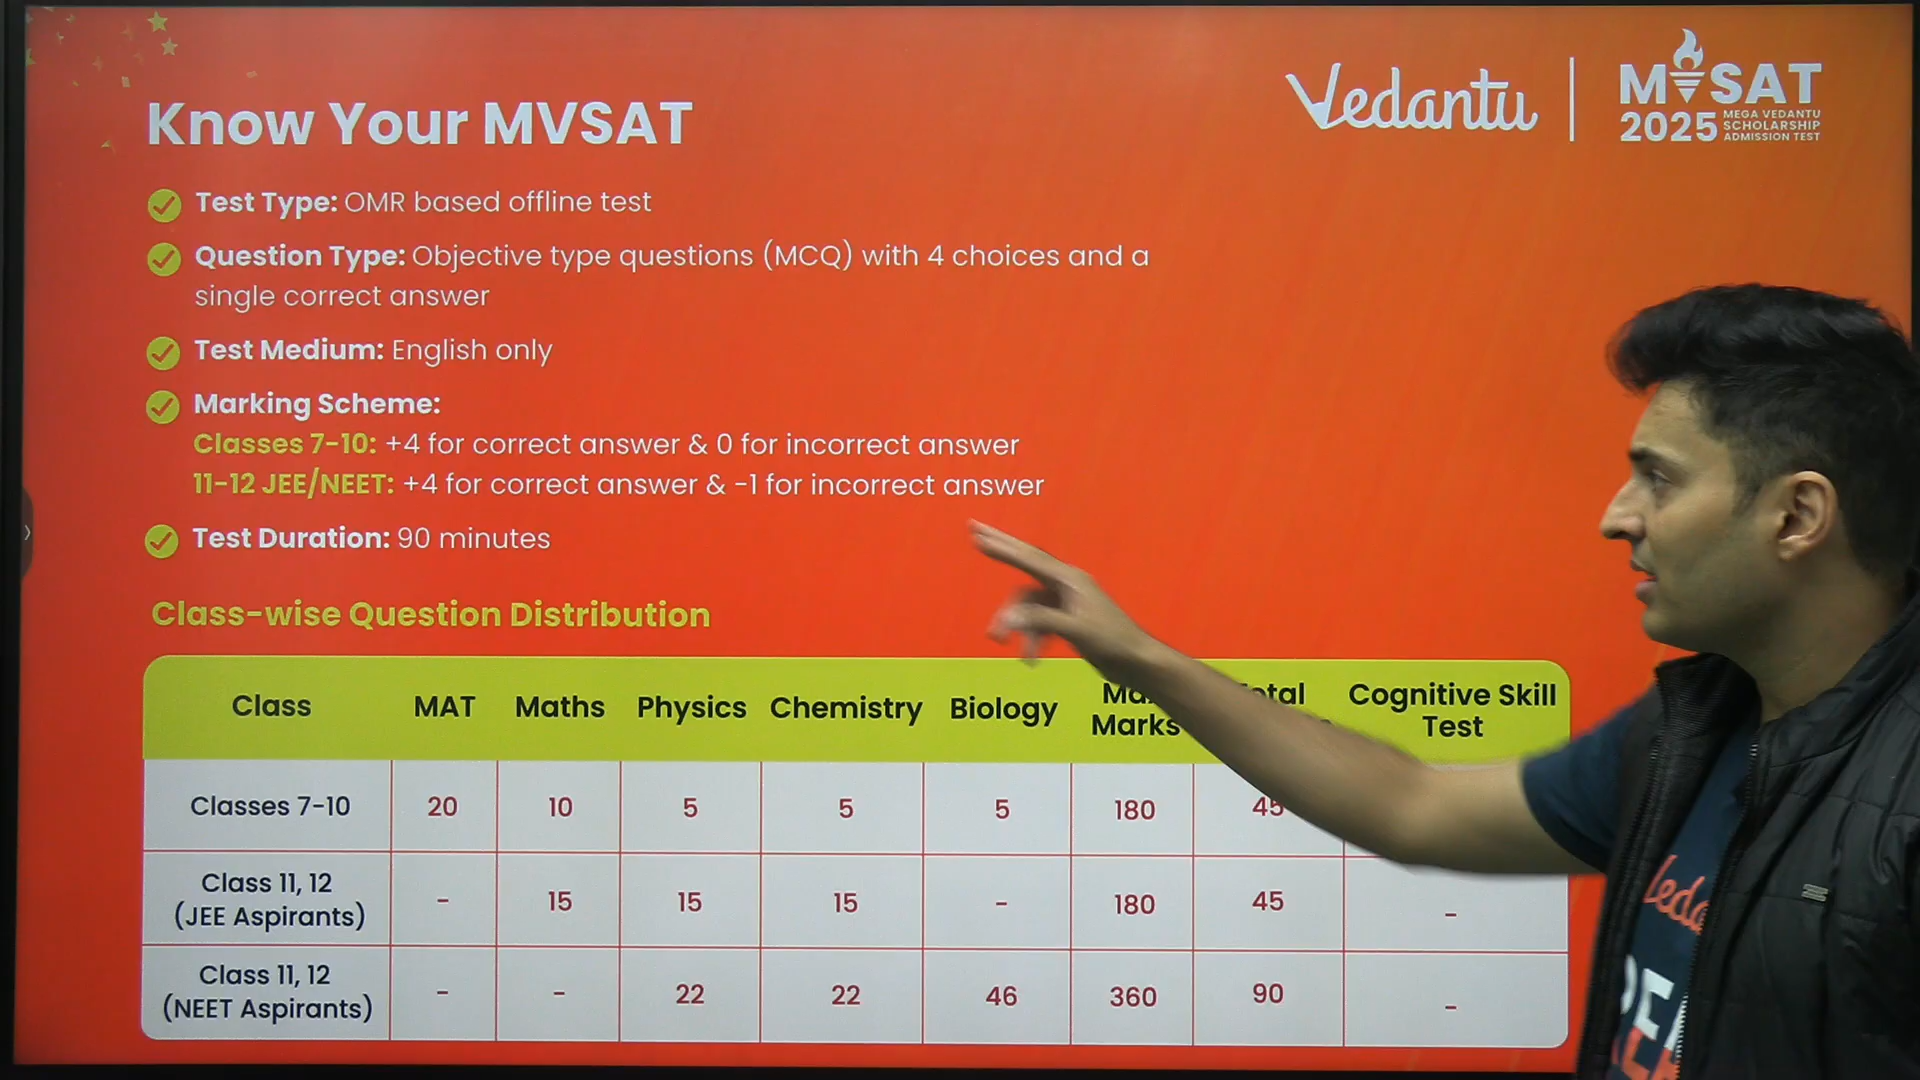 Know Your MVSAT
Vedantu
MVSAT
2025 MEGA VEDANTU
SCHOLARSHIP
ADMISSION TEST
Test Type: OMR based offline test
Question Type: Objective type questions (MCQ) with 4 choices and a
single correct answer
Test Medium: English only
Marking Scheme:
Classes 7-10: +4 for correct answer & 0 for incorrect answer
11-12 JEE/NEET: +4 for correct answer & -1 for incorrect answer
Test Duration: 90 minutes
Class-wise Question Distribution
Class MAT Maths Physics Chemistry Biology Marks Cognitive Skill Test
Classes 7-10 20 10 5 5 5 180 45
Class 11, 12
(JEE Aspirants) - 15 15 15 - 180 45 -
Class 11, 12
(NEET Aspirants) - - 22 22 46 360 90 -